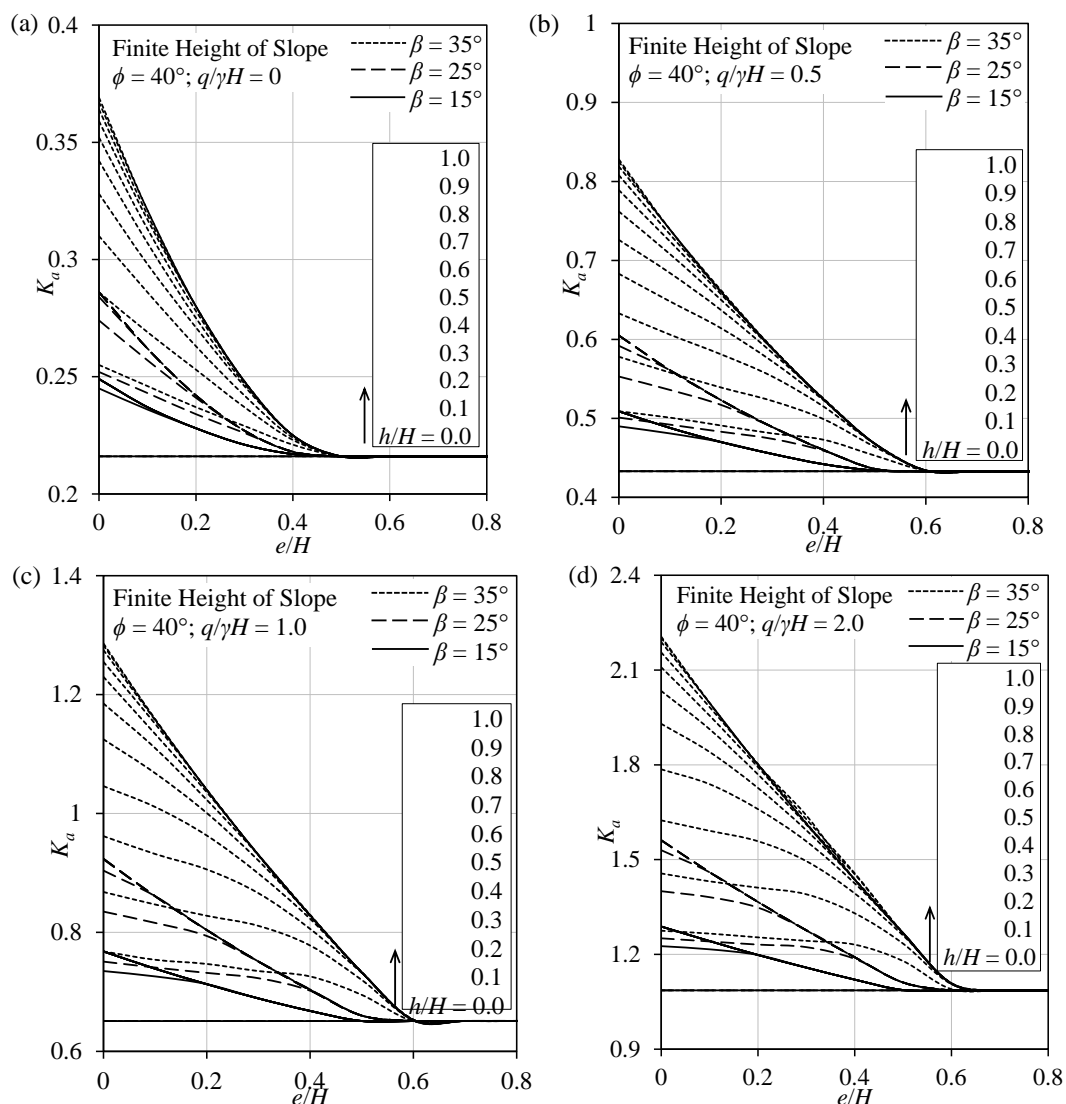 (a)
0.4
0.35
0.3
0.25
0.2
K_a
Finite Height of Slope
ϕ = 40°; q/γH = 0
β = 35°
β = 25°
β = 15°
1.0
0.9
0.8
0.7
0.6
0.5
0.4
0.3
0.2
0.1
h/H = 0.0
0 0.2 0.4 0.6 0.8
e/H
(b)
1
0.9
0.8
0.7
0.6
0.5
0.4
K_a
Finite Height of Slope
ϕ = 40°; q/γH = 0.5
β = 35°
β = 25°
β = 15°
1.0
0.9
0.8
0.7
0.6
0.5
0.4
0.3
0.2
0.1
h/H = 0.0
0 0.2 0.4 0.6 0.8
e/H
(c)
1.4
1.2
1
0.8
0.6
K_a
Finite Height of Slope
ϕ = 40°; q/γH = 1.0
β = 35°
β = 25°
β = 15°
1.0
0.9
0.8
0.7
0.6
0.5
0.4
0.3
0.2
0.1
h/H = 0.0
0 0.2 0.4 0.6 0.8
e/H
(d)
2.4
2.1
1.8
1.5
1.2
0.9
K_a
Finite Height of Slope
ϕ = 40°; q/γH = 2.0
β = 35°
β = 25°
β = 15°
1.0
0.9
0.8
0.7
0.6
0.5
0.4
0.3
0.2
0.1
h/H = 0.0
0 0.2 0.4 0.6 0.8
e/H